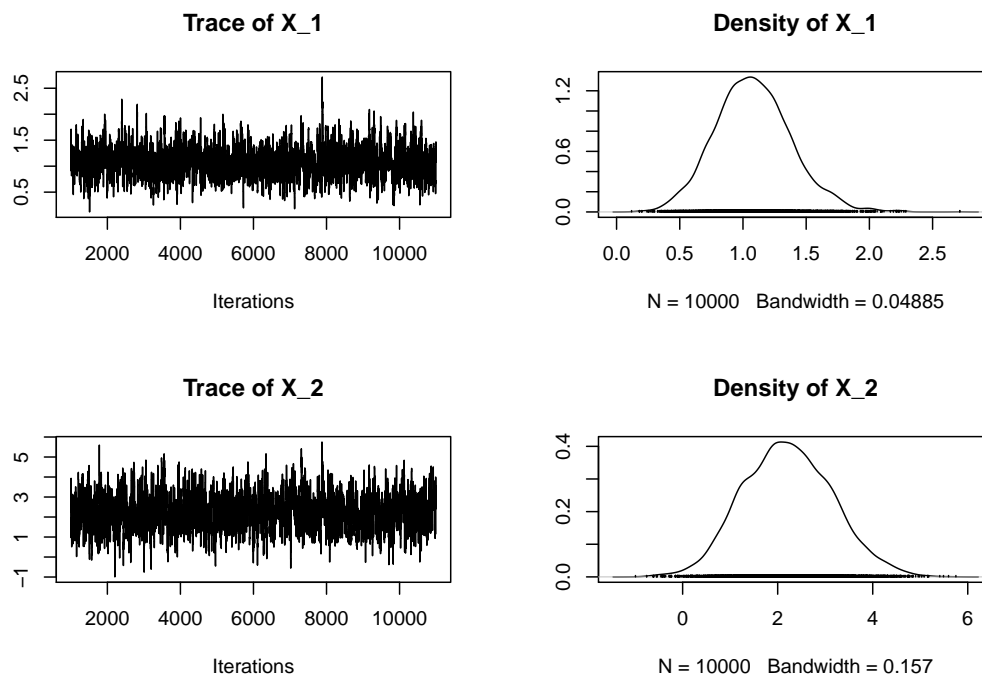 Trace of X_1
0.5 1.5 2.5
2000 4000 6000 8000 10000
Iterations
Density of X_1
0.0 0.6 1.2
0.0 0.5 1.0 1.5 2.0 2.5
N = 10000 Bandwidth = 0.04885
Trace of X_2
−1 1 3 5
2000 4000 6000 8000 10000
Iterations
Density of X_2
0.0 0.2 0.4
0 2 4 6
N = 10000 Bandwidth = 0.157